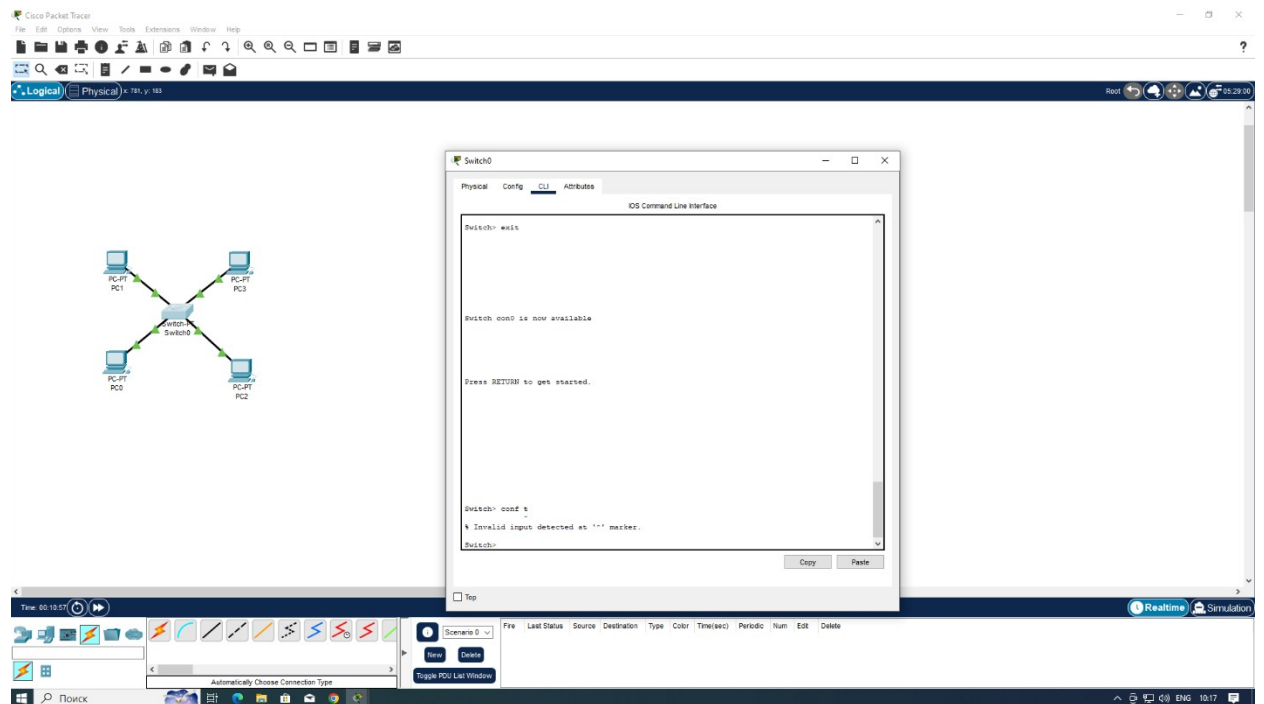 Cisco Packet Tracer
File Edit Options View Tools Extensions Window Help
?
Logical Physical x: 781, y: 183 Root 05:29:00
Switch0
Physical Config CLI Attributes
IOS Command Line Interface
Switch> exit
Switch con0 is now available
Press RETURN to get started.
Switch> conf t
^
% Invalid input detected at '^' marker.
Switch>
Copy Paste
Top
PC-PT
PC1
PC-PT
PC3
Switch-PT
Switch0
PC-PT
PC0
PC-PT
PC2
Time: 00:10:57 Realtime Simulation
Scenario 0 Fire Last Status Source Destination Type Color Time(sec) Periodic Num Edit Delete
New Delete
Toggle PDU List Window
Automatically Choose Connection Type
Поиск ENG 10:17